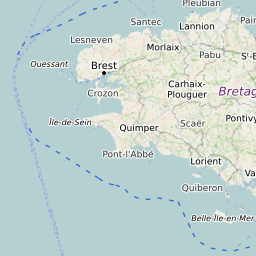 Pleubian
Santec
Lannion
Lesneven
Morlaix
Pabu
S'-B
Ouessant
Brest
Carhaix-
Plouguer
Crozon
Bretag
Île-de-Sein
Quimper
Scaër
Pontivy
Pont-l'Abbé
Lorient
Va
Quiberon
Belle-Île-en-Mer